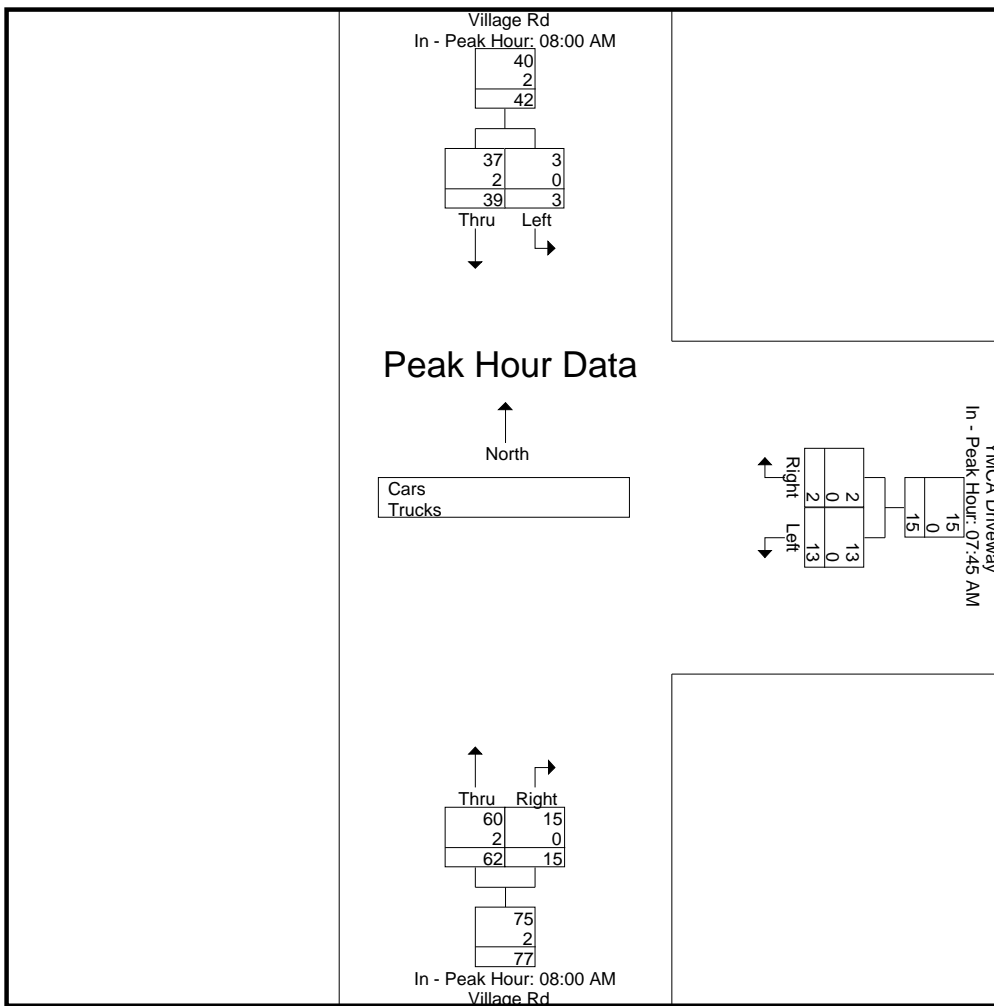 Village Rd
In - Peak Hour: 08:00 AM
40
2
42
37 3
2 0
39 3
Thru Left
Peak Hour Data
North
Cars
Trucks
YMCA Driveway
In - Peak Hour: 07:45 AM
15
0
15
2 13
0 0
2 13
Right Left
Thru Right
60 15
2 0
62 15
75
2
77
In - Peak Hour: 08:00 AM
Village Rd